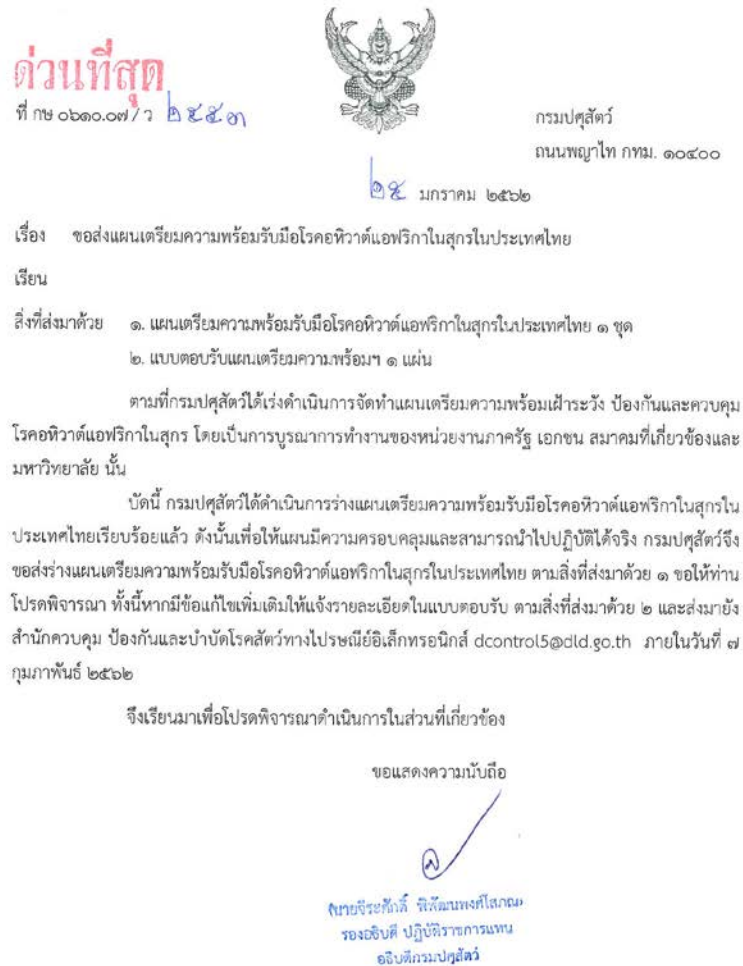 ด่วนที่สุด
ที่ กษ ๐๖๑๐.๐๗/ว ๒๕๕๓
กรมปศุสัตว์
ถนนพญาไท กทม. ๑๐๔๐๐
๒๕ มกราคม ๒๕๖๒
เรื่อง ขอส่งแผนเตรียมความพร้อมรับมือโรคอหิวาต์แอฟริกาในสุกรในประเทศไทย
เรียน
สิ่งที่ส่งมาด้วย ๑. แผนเตรียมความพร้อมรับมือโรคอหิวาต์แอฟริกาในสุกรในประเทศไทย ๑ ชุด
๒. แบบตอบรับแผนเตรียมความพร้อมฯ ๑ แผ่น
ตามที่กรมปศุสัตว์ได้เร่งดำเนินการจัดทำแผนเตรียมความพร้อมเฝ้าระวัง ป้องกันและควบคุม
โรคอหิวาต์แอฟริกาในสุกร โดยเป็นการบูรณาการทำงานของหน่วยงานภาครัฐ เอกชน สมาคมที่เกี่ยวข้องและ
มหาวิทยาลัย นั้น
บัดนี้ กรมปศุสัตว์ได้ดำเนินการร่างแผนเตรียมความพร้อมรับมือโรคอหิวาต์แอฟริกาในสุกรใน
ประเทศไทยเรียบร้อยแล้ว ดังนั้นเพื่อให้แผนมีความครอบคลุมและสามารถนำไปปฏิบัติได้จริง กรมปศุสัตว์จึง
ขอส่งร่างแผนเตรียมความพร้อมรับมือโรคอหิวาต์แอฟริกาในสุกรในประเทศไทย ตามสิ่งที่ส่งมาด้วย ๑ ขอให้ท่าน
โปรดพิจารณา ทั้งนี้หากมีข้อแก้ไขเพิ่มเติมให้แจ้งรายละเอียดในแบบตอบรับ ตามสิ่งที่ส่งมาด้วย ๒ และส่งมายัง
สำนักควบคุม ป้องกันและบำบัดโรคสัตว์ทางไปรษณีย์อิเล็กทรอนิกส์ dcontrol5@dld.go.th ภายในวันที่ ๗
กุมภาพันธ์ ๒๕๖๒
จึงเรียนมาเพื่อโปรดพิจารณาดำเนินการในส่วนที่เกี่ยวข้อง
ขอแสดงความนับถือ
(นายจีระศักดิ์ พิพัฒนพงศ์โสภณ)
รองอธิบดี ปฏิบัติราชการแทน
อธิบดีกรมปศุสัตว์